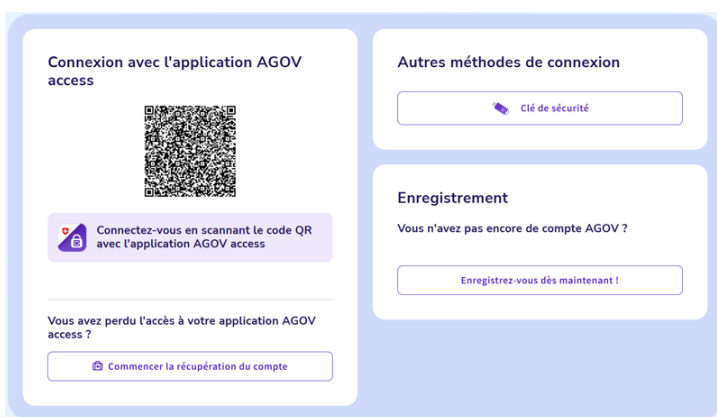 Connexion avec l'application AGOV
access
Connectez-vous en scannant le code QR
avec l'application AGOV access
Vous avez perdu l'accès à votre application AGOV
access ?
Commencer la récupération du compte
Autres méthodes de connexion
Clé de sécurité
Enregistrement
Vous n'avez pas encore de compte AGOV ?
Enregistrez-vous dès maintenant !